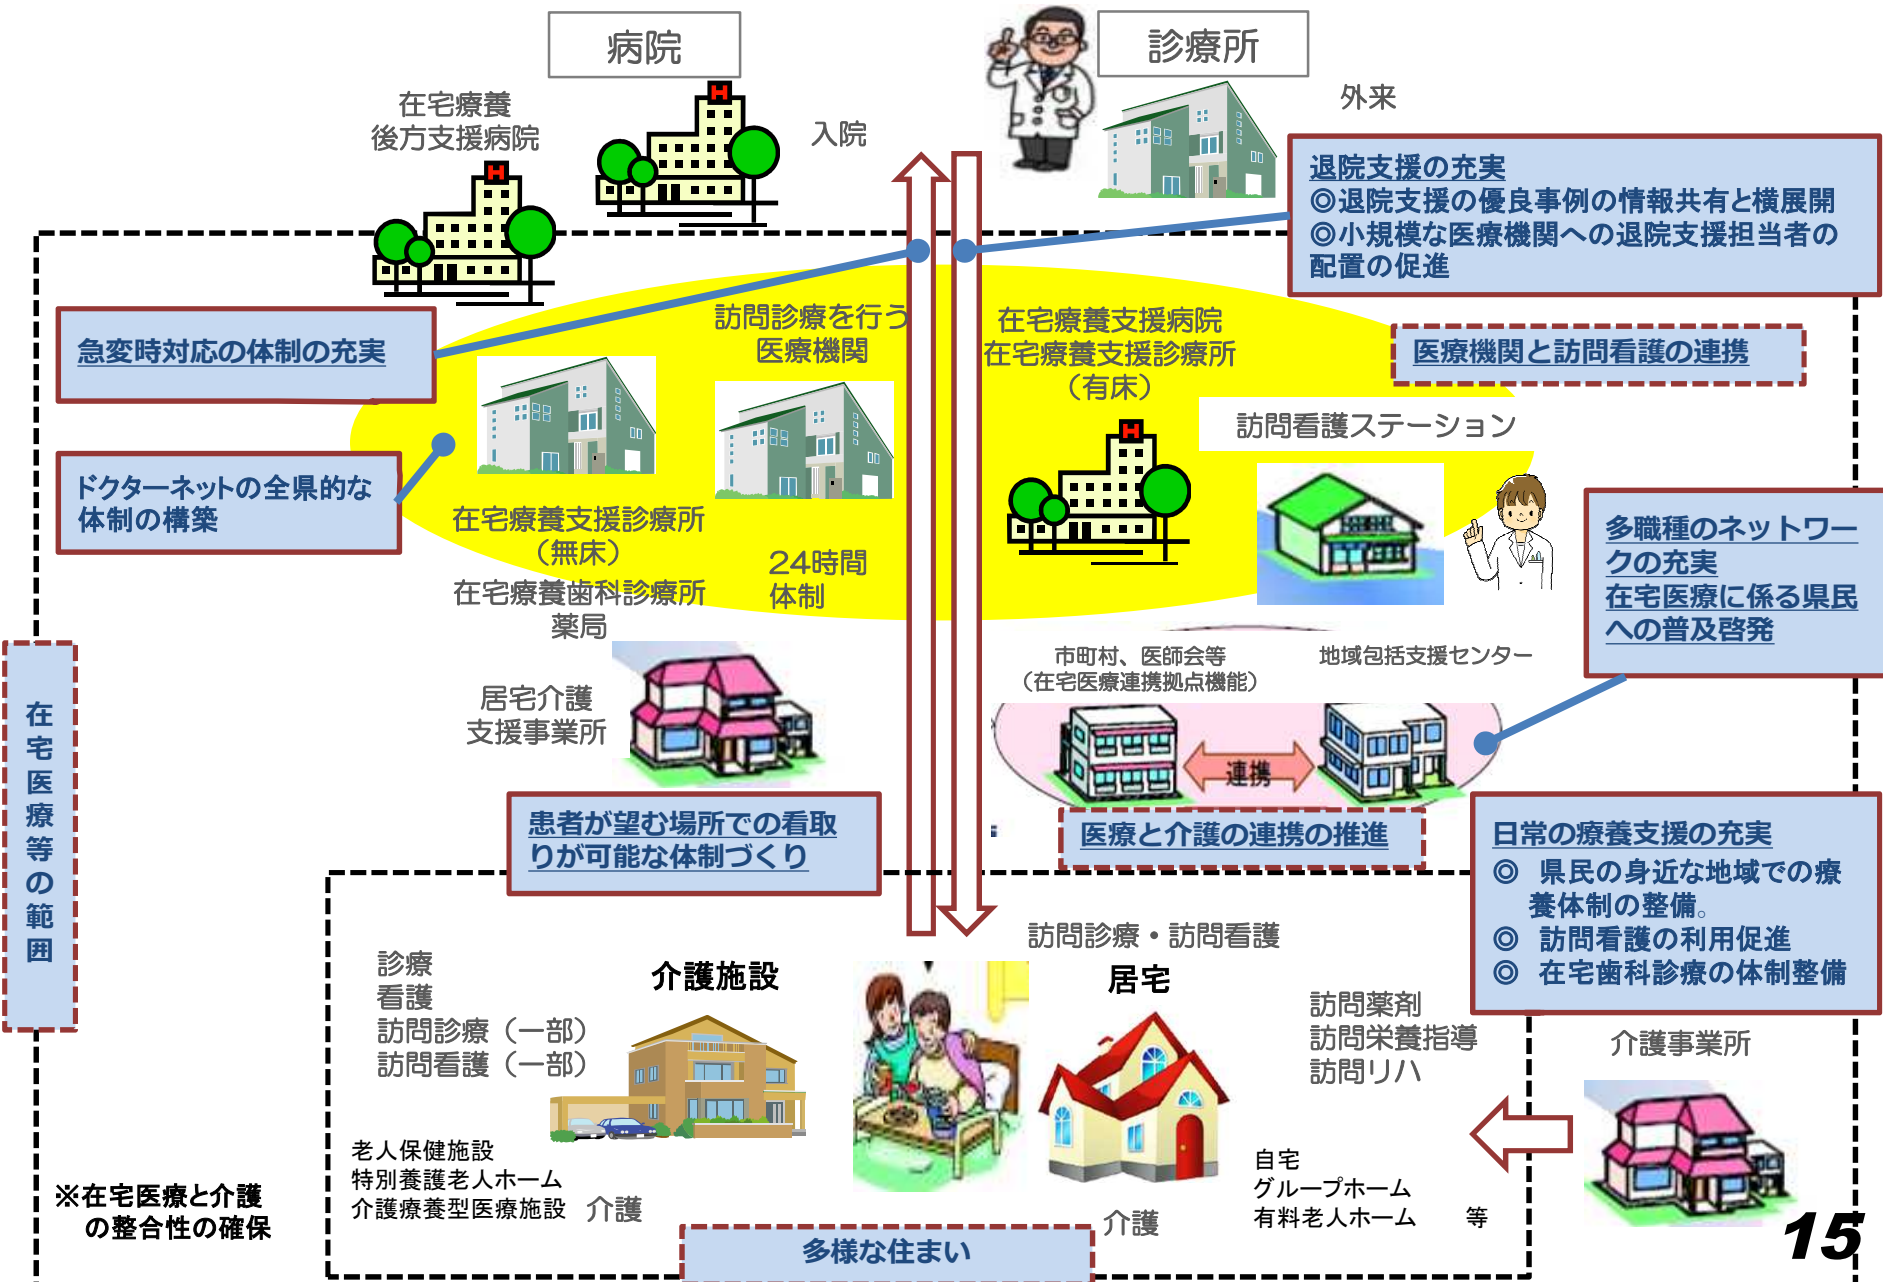 病院
診療所
在宅療養
後方支援病院
入院
外来
退院支援の充実
◎退院支援の優良事例の情報共有と横展開
◎小規模な医療機関への退院支援担当者の
配置の促進
急変時対応の体制の充実
訪問診療を行う
医療機関
在宅療養支援病院
在宅療養支援診療所
（有床）
医療機関と訪問看護の連携
訪問看護ステーション
ドクターネットの全県的な
体制の構築
在宅療養支援診療所
（無床）
在宅療養歯科診療所
薬局
24時間
体制
多職種のネットワー
クの充実
在宅医療に係る県民
への普及啓発
市町村、医師会等
（在宅医療連携拠点機能）
地域包括支援センター
連携
居宅介護
支援事業所
在宅医療等の範囲
患者が望む場所での看取
りが可能な体制づくり
医療と介護の連携の推進
日常の療養支援の充実
◎　県民の身近な地域での療
養体制の整備。
◎　訪問看護の利用促進
◎　在宅歯科診療の体制整備
訪問診療・訪問看護
診療
看護
訪問診療（一部）
訪問看護（一部）
介護施設
居宅
訪問薬剤
訪問栄養指導
訪問リハ
介護事業所
老人保健施設
特別養護老人ホーム
介護療養型医療施設
介護
介護
自宅
グループホーム
有料老人ホーム　　等
※在宅医療と介護
の整合性の確保
多様な住まい
15